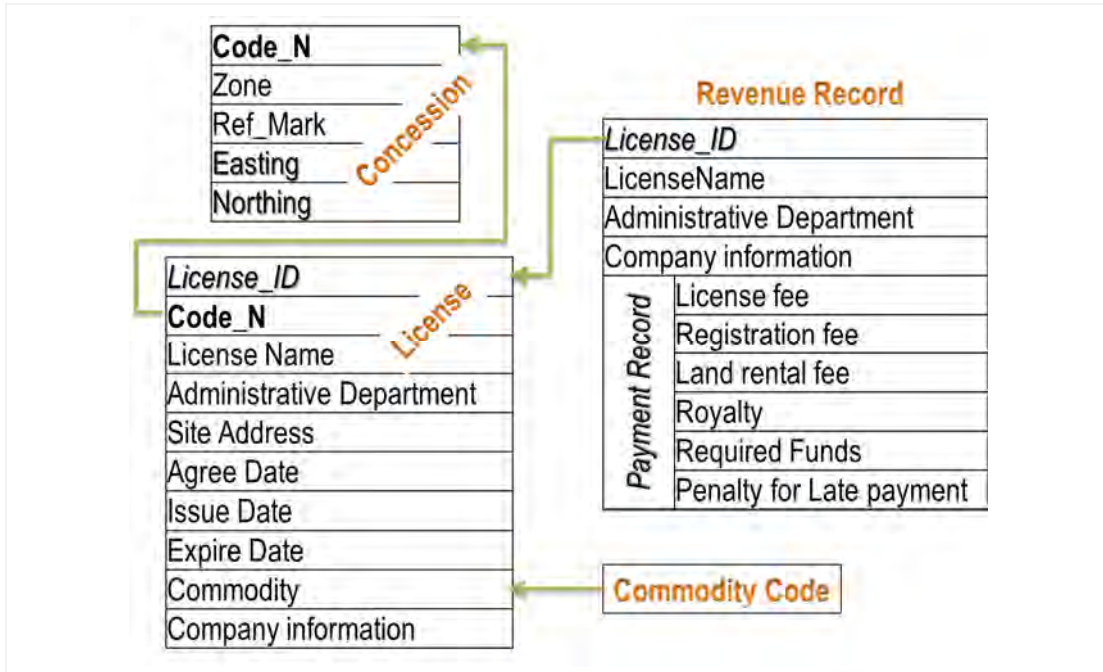 Code_N
Zone
Ref_Mark
Easting
Northing
Concession
License_ID
Code_N
License Name
Administrative Department
Site Address
Agree Date
Issue Date
Expire Date
Commodity
Company information
License
Revenue Record
License_ID
LicenseName
Administrative Department
Company information
Payment Record
License fee
Registration fee
Land rental fee
Royalty
Required Funds
Penalty for Late payment
Commodity Code